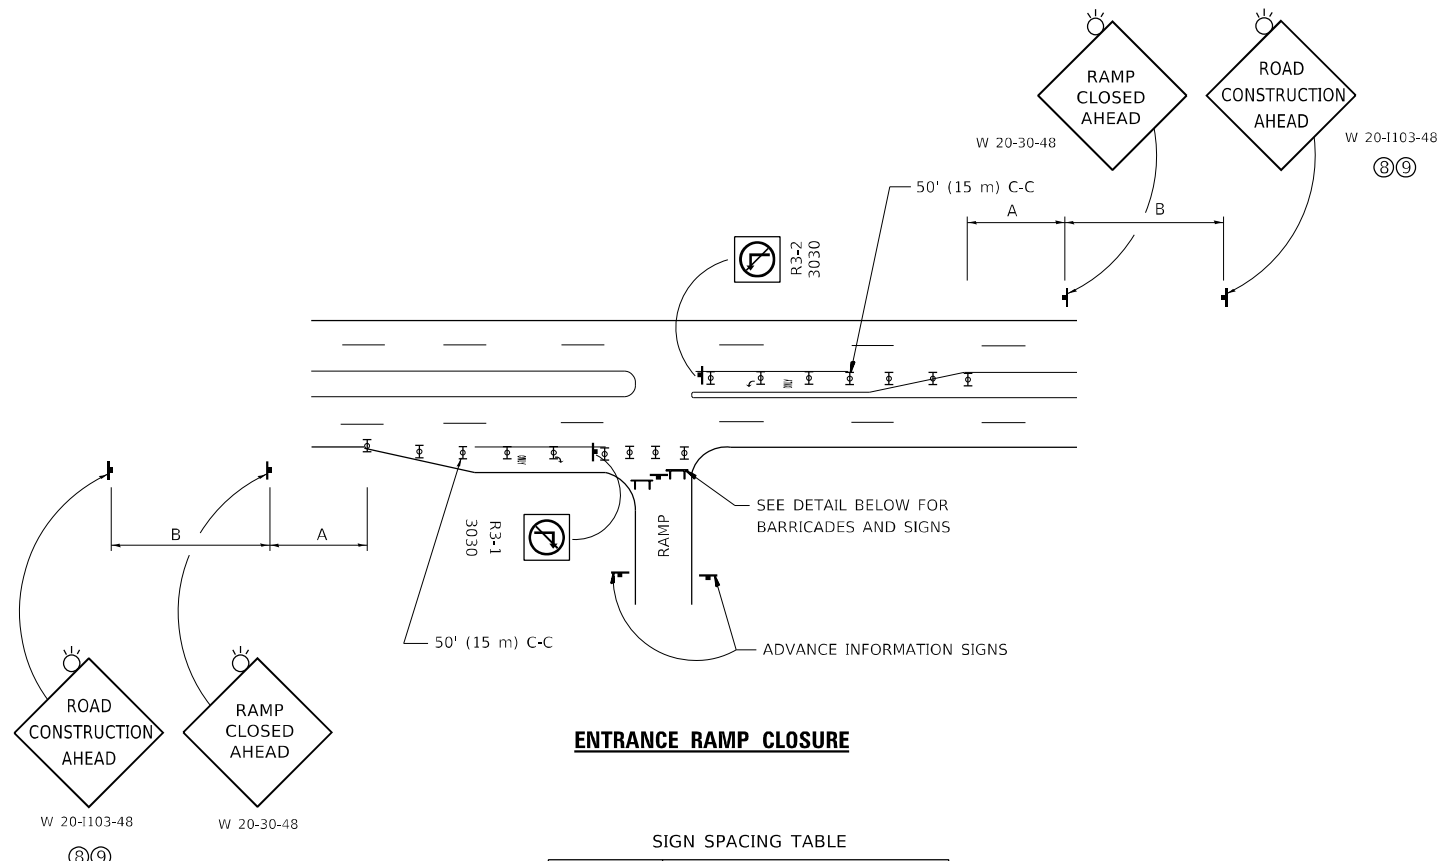 RAMP
CLOSED
AHEAD
W 20-30-48
ROAD
CONSTRUCTION
AHEAD
W 20-I103-48
⑧⑨
50' (15 m) C-C
A
B
R3-2
3030
ONLY
ONLY
B
A
R3-1
3030
RAMP
SEE DETAIL BELOW FOR
BARRICADES AND SIGNS
50' (15 m) C-C
ADVANCE INFORMATION SIGNS
ROAD
CONSTRUCTION
AHEAD
W 20-I103-48
⑧⑨
RAMP
CLOSED
AHEAD
W 20-30-48
ENTRANCE RAMP CLOSURE
SIGN SPACING TABLE